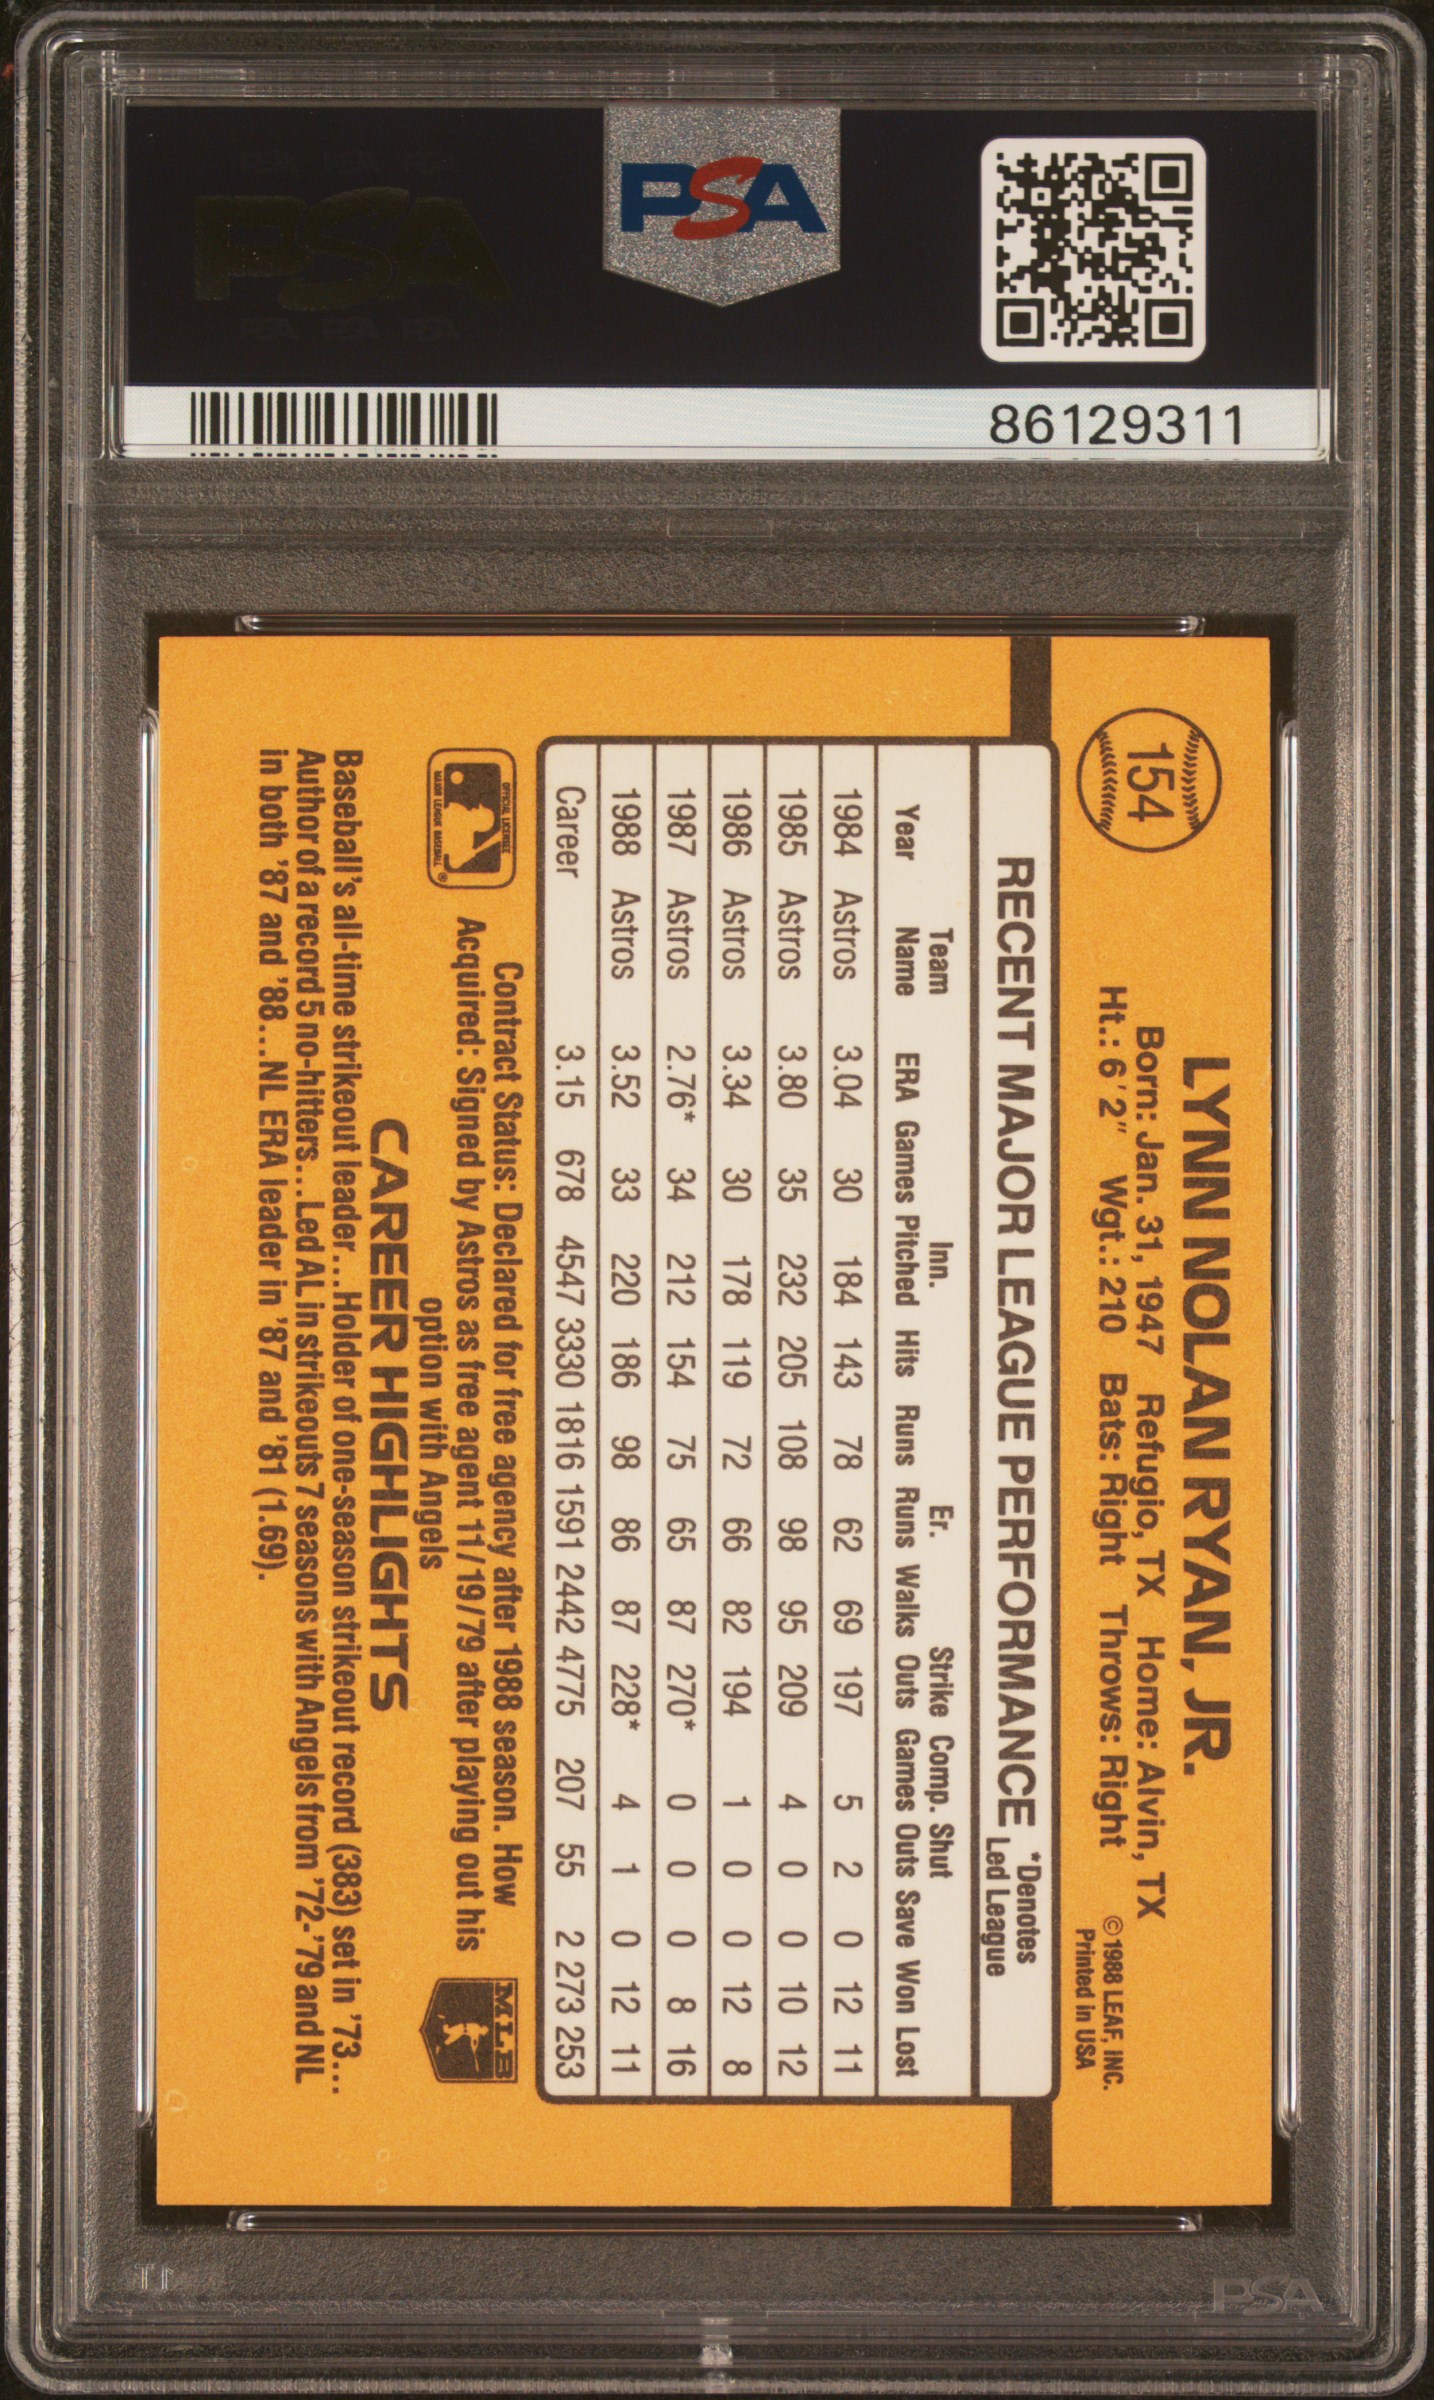 PSA
PSA
86129311
154
LYNN NOLAN RYAN, JR.
Born: Jan. 31, 1947 Refugio, TX Home: Alvin, TX
Ht.: 6'2" Wgt.: 210 Bats: Right Throws: Right
©1988 LEAF, INC.
Printed in USA
RECENT MAJOR LEAGUE PERFORMANCE
*Denotes
Led League
Team Inn. Er. Strike Comp. Shut
Year Name ERA Games Pitched Hits Runs Runs Walks Outs Games Outs Save Won Lost
1984 Astros 3.04 30 184 143 78 62 69 197 5 2 0 12 11
1985 Astros 3.80 35 232 205 108 98 95 209 4 0 0 10 12
1986 Astros 3.34 30 178 119 72 66 82 194 1 0 0 12 8
1987 Astros 2.76* 34 212 154 75 65 87 270* 0 0 0 8 16
1988 Astros 3.52 33 220 186 98 86 87 228* 4 1 0 12 11
Career 3.15 678 4547 3330 1816 1591 2442 4775 207 55 2 273 253
OFFICIAL LICENSEE
MAJOR LEAGUE BASEBALL ®
Contract Status: Declared for free agency after 1988 season. How
Acquired: Signed by Astros as free agent 11/19/79 after playing out his
option with Angels
MLB
CAREER HIGHLIGHTS
Baseball's all-time strikeout leader...Holder of one-season strikeout record (383) set in '73...
Author of a record 5 no-hitters...Led AL in strikeouts 7 seasons with Angels from '72-'79 and NL
in both '87 and '88...NL ERA leader in '87 and '81 (1.69).
PSA